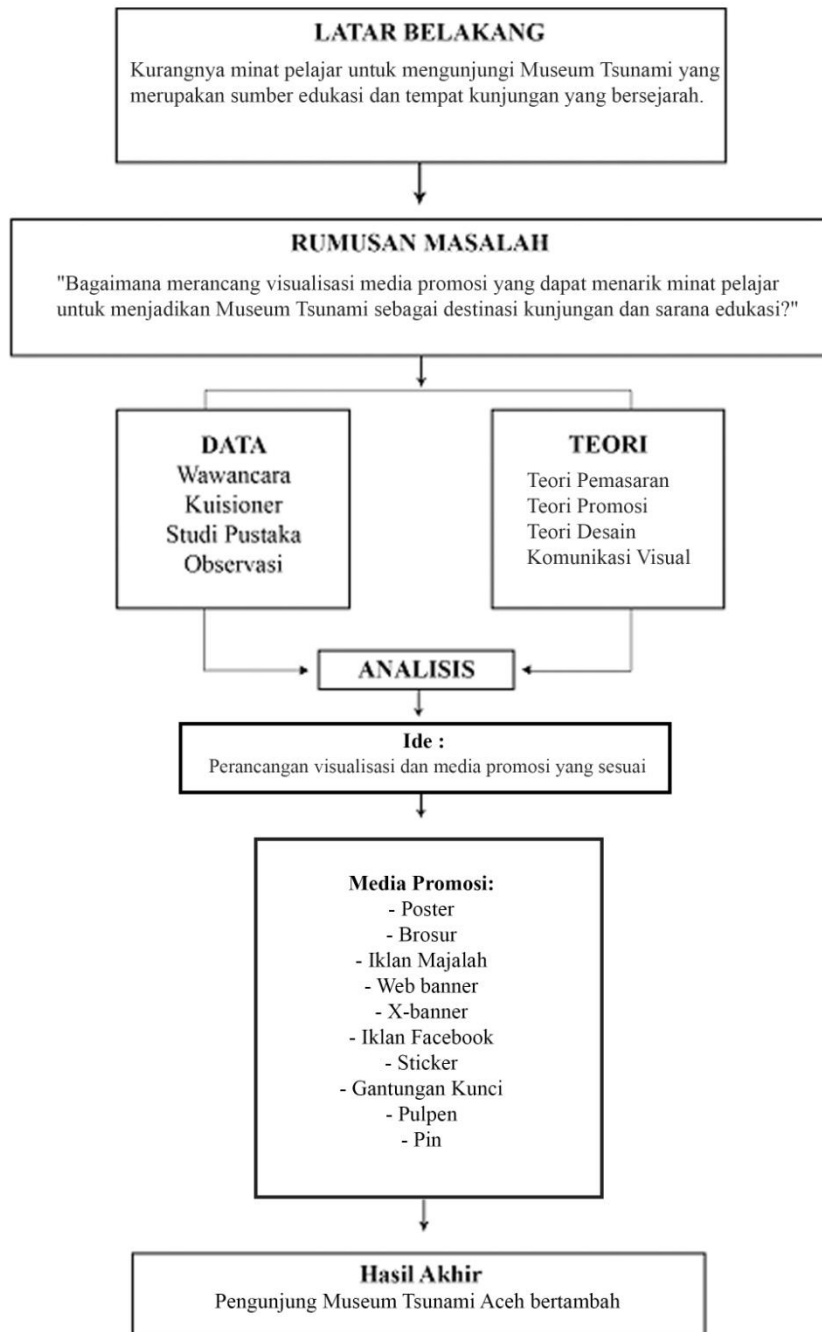 LATAR BELAKANG
Kurangnya minat pelajar untuk mengunjungi Museum Tsunami yang
merupakan sumber edukasi dan tempat kunjungan yang bersejarah.
RUMUSAN MASALAH
"Bagaimana merancang visualisasi media promosi yang dapat menarik minat pelajar
untuk menjadikan Museum Tsunami sebagai destinasi kunjungan dan sarana edukasi?"
DATA
Wawancara
Kuisioner
Studi Pustaka
Observasi
TEORI
Teori Pemasaran
Teori Promosi
Teori Desain
Komunikasi Visual
ANALISIS
Ide :
Perancangan visualisasi dan media promosi yang sesuai
Media Promosi:
- Poster
- Brosur
- Iklan Majalah
- Web banner
- X-banner
- Iklan Facebook
- Sticker
- Gantungan Kunci
- Pulpen
- Pin
Hasil Akhir
Pengunjung Museum Tsunami Aceh bertambah